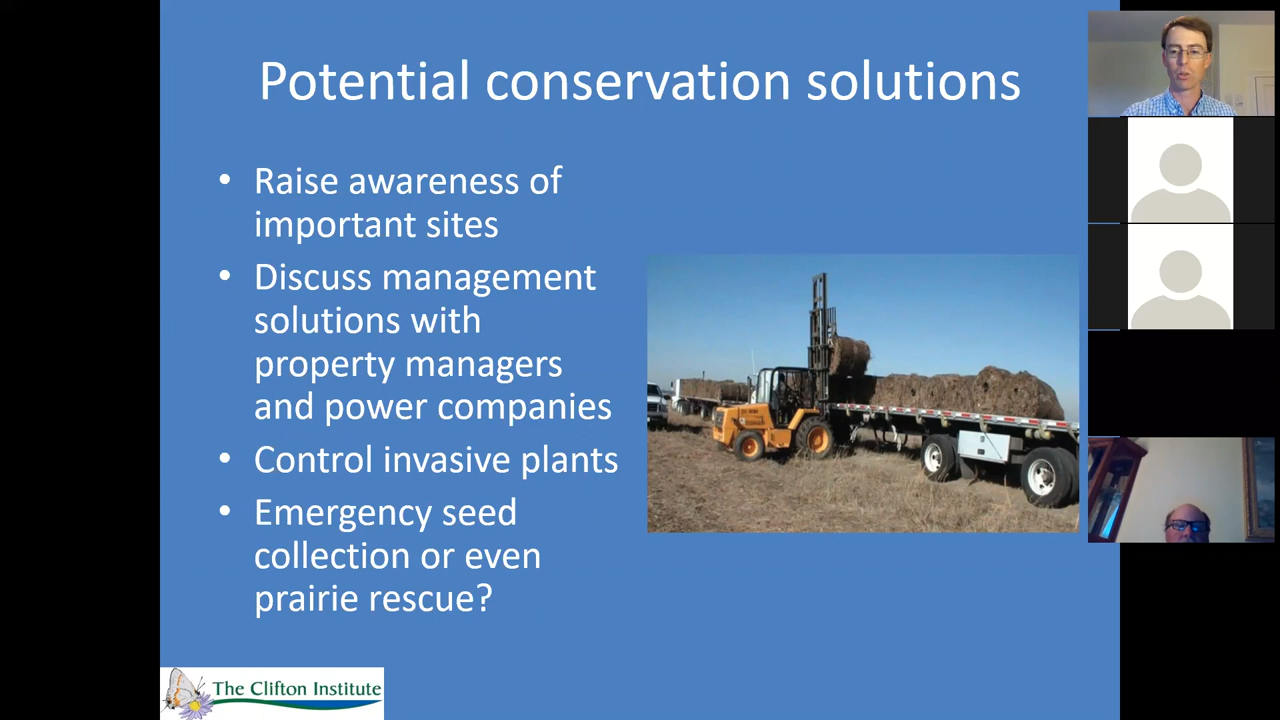 Potential conservation solutions
• Raise awareness of
important sites
• Discuss management
solutions with
property managers
and power companies
• Control invasive plants
• Emergency seed
collection or even
prairie rescue?
The Clifton Institute